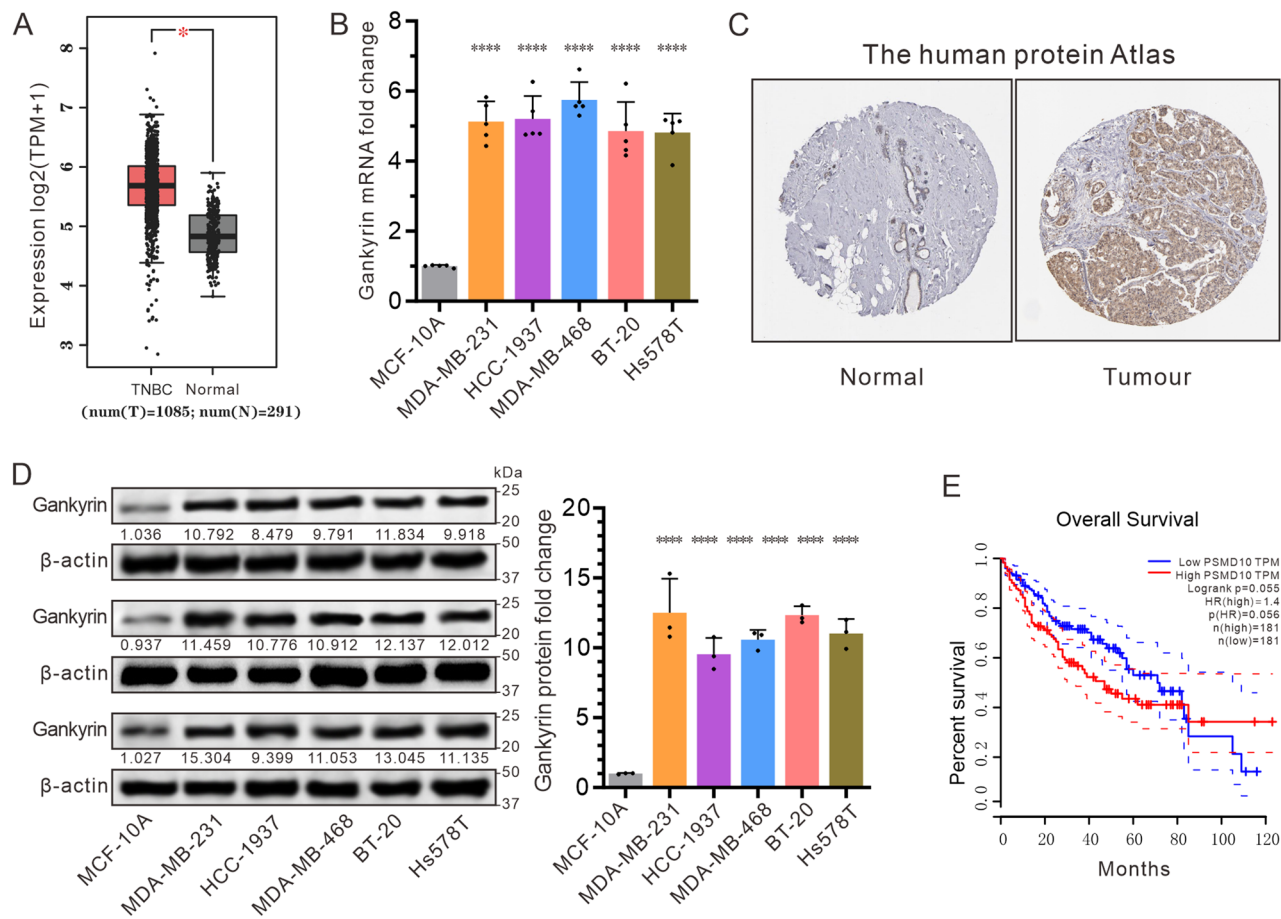 A
Expression log2(TPM+1)
8
7
6
5
4
3
*
TNBC Normal
(num(T)=1085; num(N)=291)
B
Gankyrin mRNA fold change
8
6
4
2
0
**** **** **** **** ****
MCF-10A MDA-MB-231 HCC-1937 MDA-MB-468 BT-20 Hs578T
C
The human protein Atlas
Normal Tumour
D
kDa
Gankyrin 25
20
1.036 10.792 8.479 9.791 11.834 9.918
β-actin 50
37
Gankyrin 25
20
0.937 11.459 10.776 10.912 12.137 12.012
β-actin 50
37
Gankyrin 25
20
1.027 15.304 9.399 11.053 13.045 11.135
β-actin 50
37
MCF-10A MDA-MB-231 HCC-1937 MDA-MB-468 BT-20 Hs578T
Gankyrin protein fold change
20
15
10
5
0
**** **** **** **** **** ****
MCF-10A MDA-MB-231 HCC-1937 MDA-MB-468 BT-20 Hs578T
E
Overall Survival
Percent survival
1.0
0.8
0.6
0.4
0.2
0.0
Low PSMD10 TPM
High PSMD10 TPM
Logrank p=0.055
HR(high)=1.4
p(HR)=0.056
n(high)=181
n(low)=181
0 20 40 60 80 100 120
Months